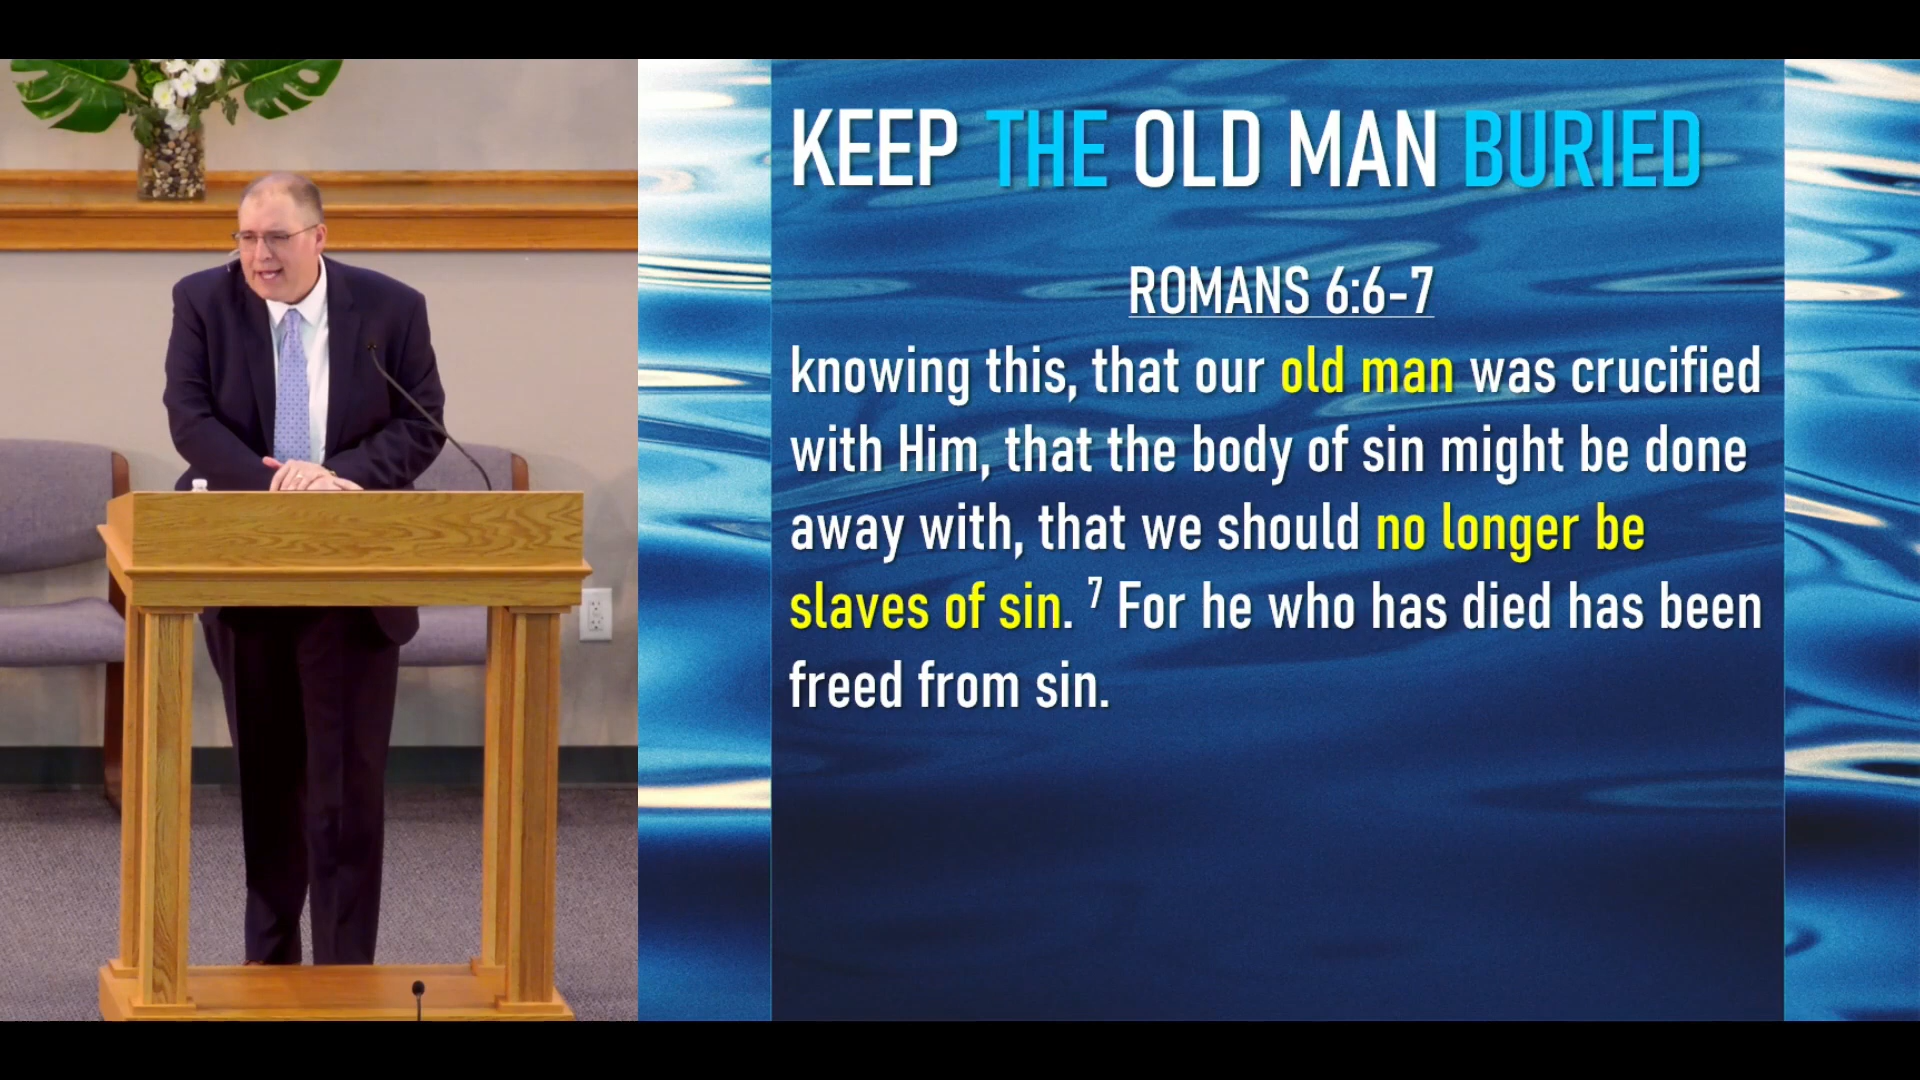 KEEP THE OLD MAN BURIED
ROMANS 6:6-7
knowing this, that our old man was crucified
with Him, that the body of sin might be done
away with, that we should no longer be
slaves of sin. 7 For he who has died has been
freed from sin.